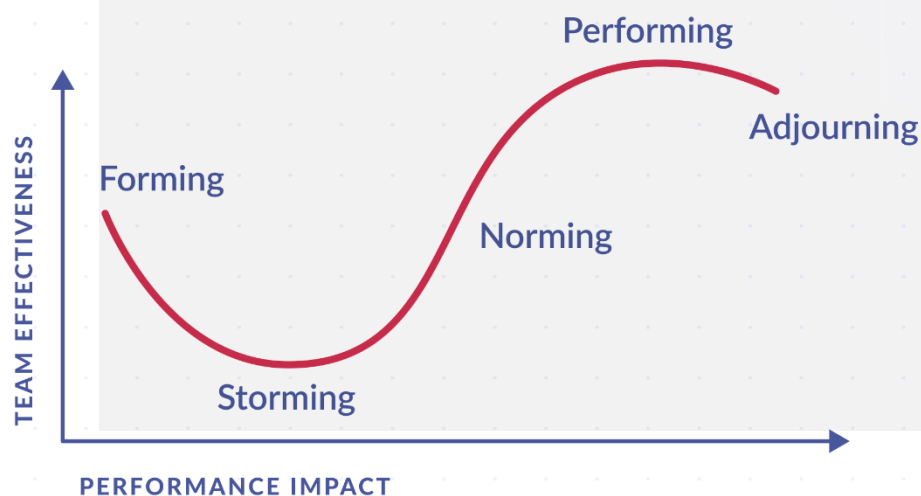 Performing
Adjourning
Forming
Norming
Storming
TEAM EFFECTIVENESS
PERFORMANCE IMPACT